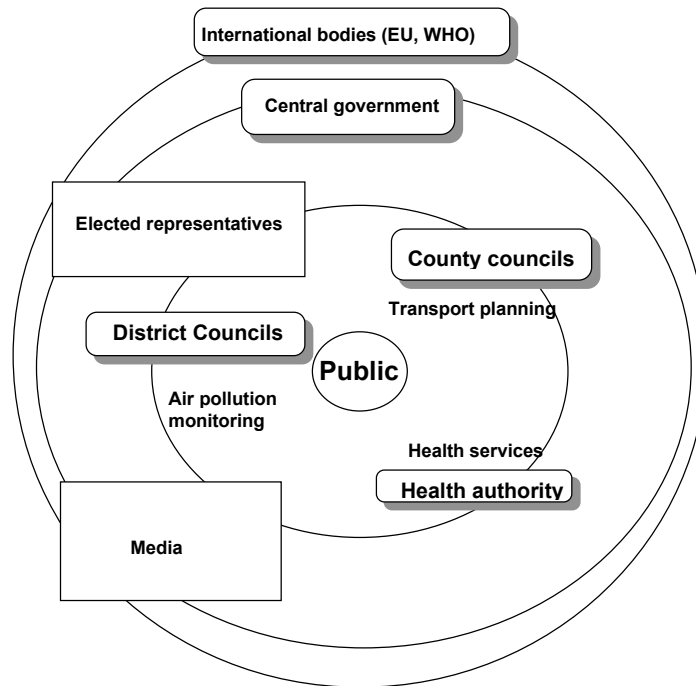 International bodies (EU, WHO)
Central government
Elected representatives
County councils
Transport planning
District Councils
Public
Air pollution
monitoring
Health services
Health authority
Media